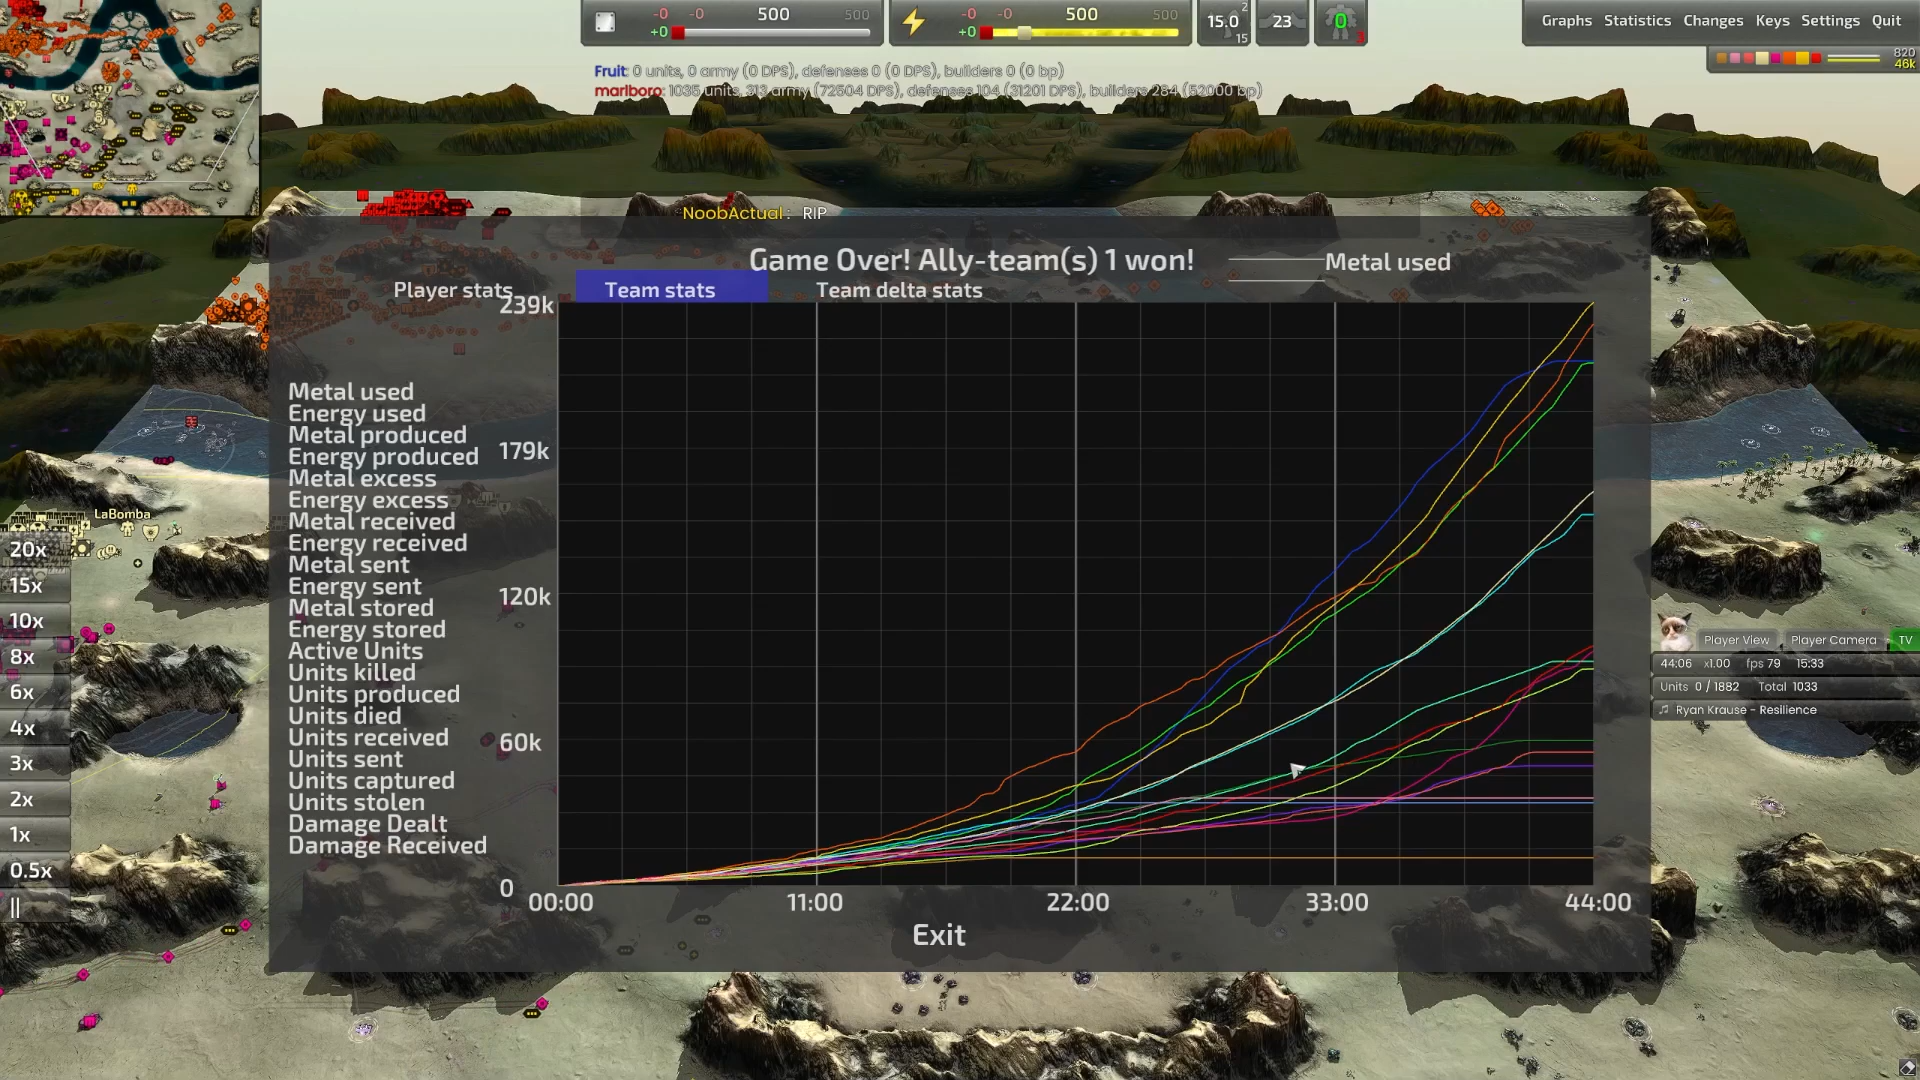 -0 -0 500 500
+0
-0 -0 500 500
+0
15.0 2 15
23
0 3
Graphs Statistics Changes Keys Settings Quit
820
46k
Fruit: 0 units, 0 army (0 DPS), defenses 0 (0 DPS), builders 0 (0 bp)
marlboro: 1035 units, 313 army (72504 DPS), defenses 104 (31201 DPS), builders 284 (52000 bp)
NoobActual : RIP
Game Over! Ally-team(s) 1 won!
Metal used
Player stats
Team stats
Team delta stats
239k
179k
120k
60k
0
00:00
11:00
22:00
33:00
44:00
Metal used
Energy used
Metal produced
Energy produced
Metal excess
Energy excess
Metal received
Energy received
Metal sent
Energy sent
Metal stored
Energy stored
Active Units
Units killed
Units produced
Units died
Units received
Units sent
Units captured
Units stolen
Damage Dealt
Damage Received
Exit
LaBomba
20x
15x
10x
8x
6x
4x
3x
2x
1x
0.5x
||
Player View Player Camera TV
44:06 x1.00 fps 79 15:33
Units 0 / 1882 Total 1033
Ryan Krause - Resilience